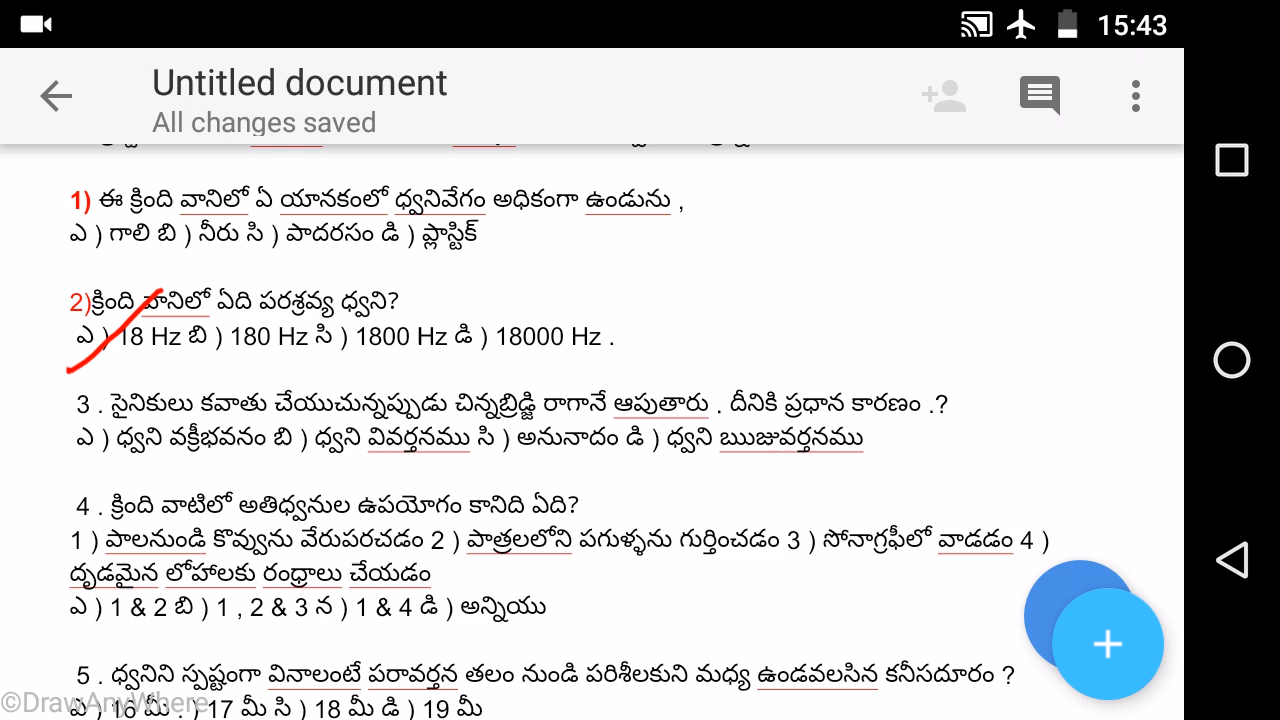 15:43
Untitled document
All changes saved
1) ఈ క్రింది వానిలో ఏ యానకంలో ధ్వనివేగం అధికంగా ఉండును ,
ఎ ) గాలి బి ) నీరు సి ) పాదరసం డి ) ప్లాస్టిక్
2)క్రింది వానిలో ఏది పరశ్రవ్య ధ్వని?
ఎ ) 18 Hz బి ) 180 Hz సి ) 1800 Hz డి ) 18000 Hz .
3 . సైనికులు కవాతు చేయుచున్నప్పుడు చిన్నబ్రిడ్జి రాగానే ఆపుతారు . దీనికి ప్రధాన కారణం .?
ఎ ) ధ్వని వక్రీభవనం బి ) ధ్వని వివర్తనము సి ) అనునాదం డి ) ధ్వని ఋజువర్తనము
4 . క్రింది వాటిలో అతిధ్వనుల ఉపయోగం కానిది ఏది?
1 ) పాలనుండి కొవ్వును వేరుపరచడం 2 ) పాత్రలలోని పగుళ్ళను గుర్తించడం 3 ) సోనాగ్రఫీలో వాడడం 4 )
దృడమైన లోహాలకు రంధ్రాలు చేయడం
ఎ ) 1 & 2 బి ) 1 , 2 & 3 న ) 1 & 4 డి ) అన్నియు
5 . ధ్వనిని స్పష్టంగా వినాలంటే పరావర్తన తలం నుండి పరిశీలకుని మధ్య ఉండవలసిన కనీసదూరం ?
16 మీ . ) 17 మీ సి ) 18 మీ డి ) 19 మీ
©DrawAnyWhere